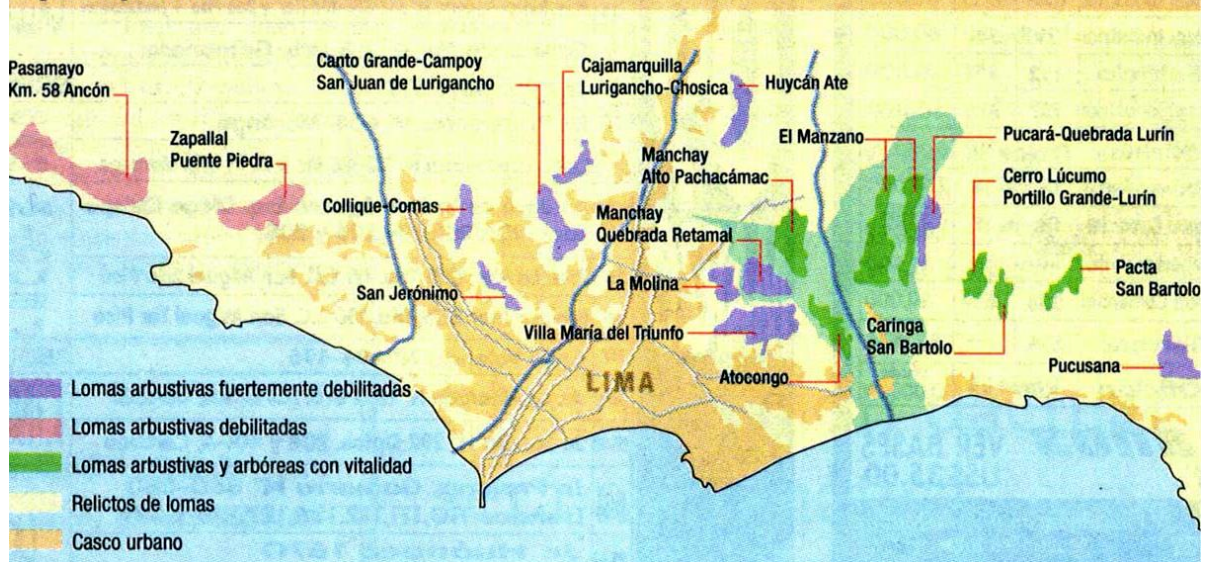 Pasamayo
Km. 58 Ancón
Zapallal
Puente Piedra
Canto Grande-Campoy
San Juan de Lurigancho
Collique-Comas
San Jerónimo
Cajamarquilla
Lurigancho-Chosica
Huycán Ate
Manchay
Alto Pachacámac
Manchay
Quebrada Retamal
La Molina
Villa María del Triunfo
El Manzano
Pucará-Quebrada Lurín
Cerro Lúcumo
Portillo Grande-Lurín
Pacta
San Bartolo
Caringa
San Bartolo
Atocongo
Pucusana
LIMA
Lomas arbustivas fuertemente debilitadas
Lomas arbustivas debilitadas
Lomas arbustivas y arbóreas con vitalidad
Relictos de lomas
Casco urbano